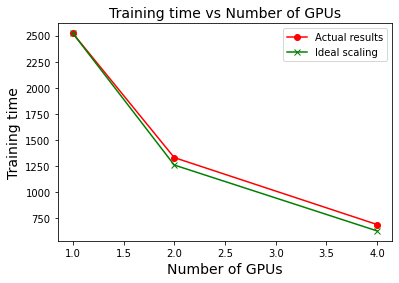 Training time vs Number of GPUs
Actual results
Ideal scaling
Training time
2500
2250
2000
1750
1500
1250
1000
750
1.0 1.5 2.0 2.5 3.0 3.5 4.0
Number of GPUs